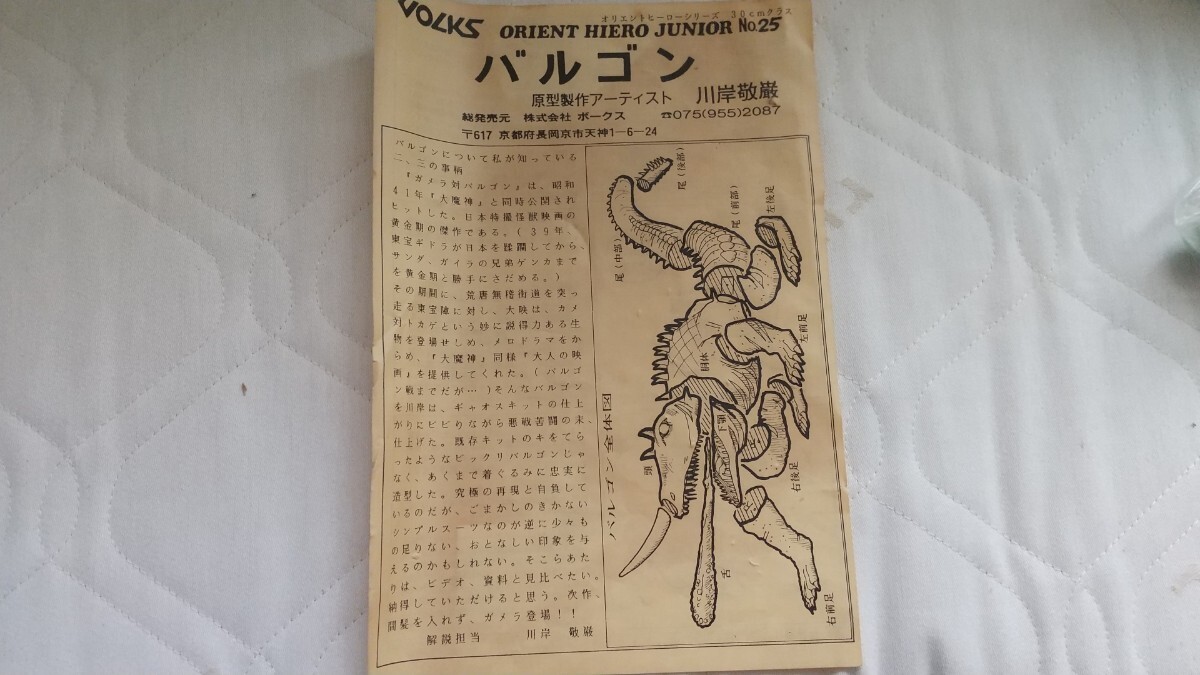 VOLKS
オリエントヒーローシリーズ 30cmクラス
ORIENT HIERO JUNIOR No.25
バルゴン
原型製作アーティスト 川岸敬巌
総発売元 株式会社 ボークス ☎075(955)2087
〒617 京都府長岡京市天神1-6-24
バルゴンについて私が知っている
二、三の事柄
『ガメラ対バルゴン』は、昭和
41年『大魔神』と同時公開され
ヒットした。日本特撮怪獣映画の
黄金期の傑作である。(39年、
東宝ギドラが日本を蹂躙してから、
サンダ、ガイラの兄弟ゲンカまで
を黄金期と勝手にさだめる。)
その期間に、荒唐無稽街道を突っ
走る東宝陣に対し、大映は、カメ
対トカゲという妙に説得力ある生
物を登場せしめ、メロドラマをか
らめ、『大魔神』同様『大人の映
画』を提供してくれた。(バルゴ
ン戦までだが…)そんなバルゴン
を川岸は、ギャオスキットの仕上
がりにビビりながら悪戦苦闘の末、
仕上げた。既存キットのキをてら
ったようなビックリバルゴンじゃ
なく、あくまで着ぐるみに忠実に
造型した。究極の再現と自負して
いるのだが、ごまかしのきかない
シンプルスーツなのが逆に少々も
の足りない、おとなしい印象を与
えるのかもしれない。そこらあた
りは、ビデオ、資料と見比べたい。
納得していただけると思う。次作、
間髪を入れず、ガメラ登場!!
解説担当 川岸 敬巌
バルゴン全体図
尾(後部)
尾(中部)
尾(前部)
左後足
左前足
胴体
下顎
頭
右後足
舌
右前足